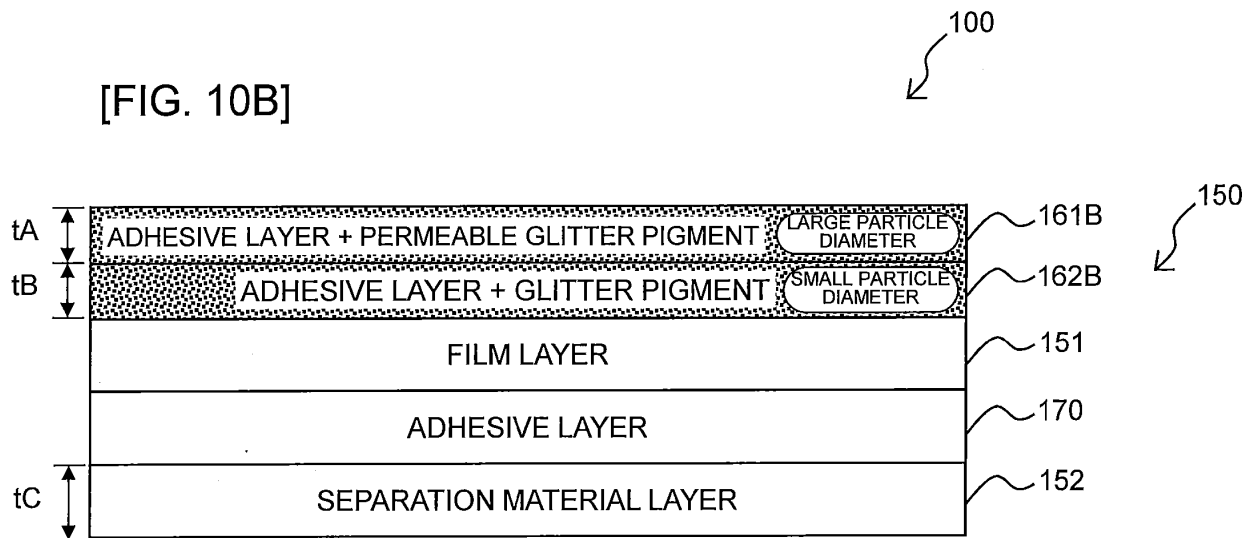 100
[FIG. 10B]
150
tA
ADHESIVE LAYER + PERMEABLE GLITTER PIGMENT
LARGE PARTICLE
DIAMETER
161B
tB
ADHESIVE LAYER + GLITTER PIGMENT
SMALL PARTICLE
DIAMETER
162B
FILM LAYER
151
ADHESIVE LAYER
170
tC
SEPARATION MATERIAL LAYER
152